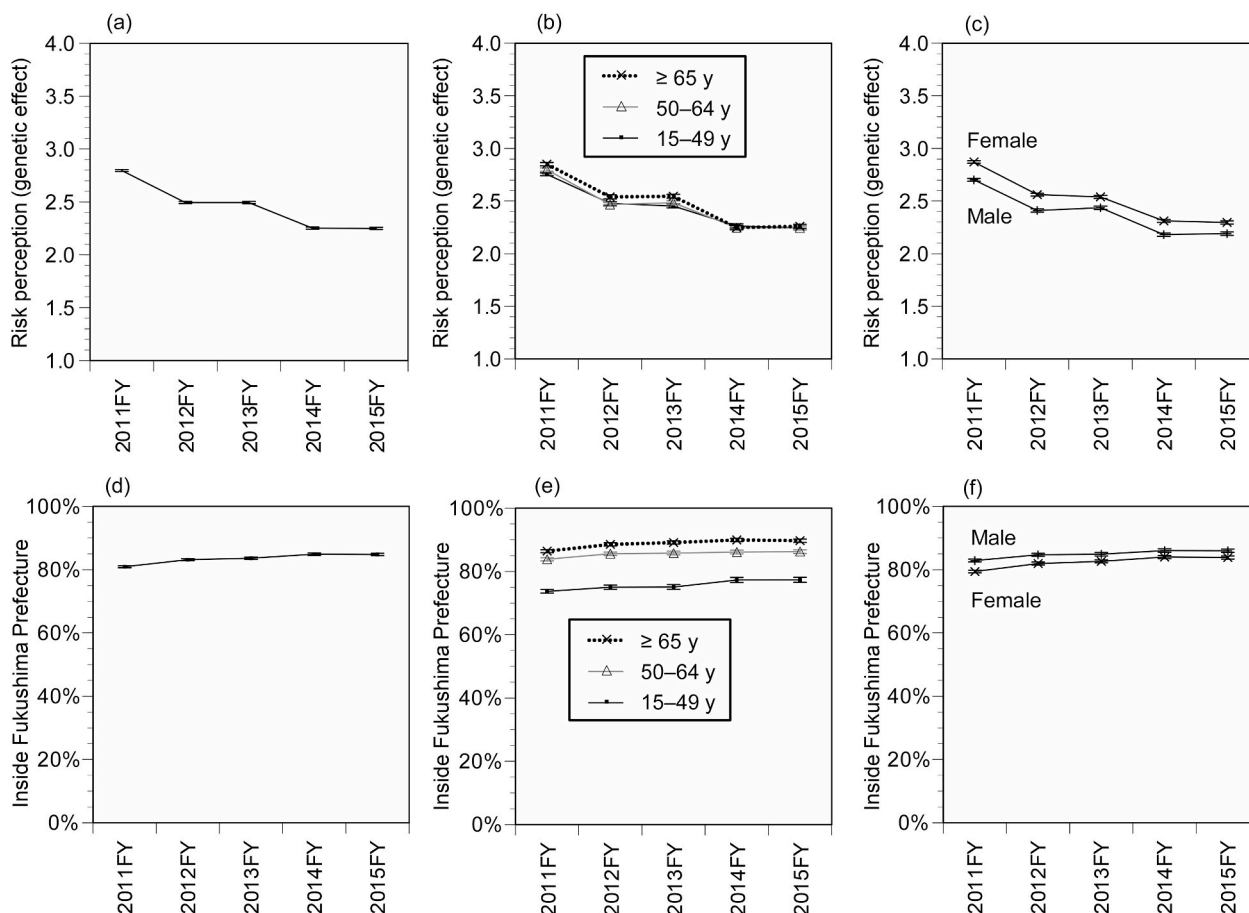 (a)
Risk perception (genetic effect)
4.0
3.5
3.0
2.5
2.0
1.5
1.0
2011FY
2012FY
2013FY
2014FY
2015FY
(b)
Risk perception (genetic effect)
4.0
3.5
3.0
2.5
2.0
1.5
1.0
≥ 65 y
50–64 y
15–49 y
2011FY
2012FY
2013FY
2014FY
2015FY
(c)
Risk perception (genetic effect)
4.0
3.5
3.0
2.5
2.0
1.5
1.0
Female
Male
2011FY
2012FY
2013FY
2014FY
2015FY
(d)
Inside Fukushima Prefecture
100%
80%
60%
40%
20%
0%
2011FY
2012FY
2013FY
2014FY
2015FY
(e)
Inside Fukushima Prefecture
100%
80%
60%
40%
20%
0%
≥ 65 y
50–64 y
15–49 y
2011FY
2012FY
2013FY
2014FY
2015FY
(f)
Inside Fukushima Prefecture
100%
80%
60%
40%
20%
0%
Male
Female
2011FY
2012FY
2013FY
2014FY
2015FY